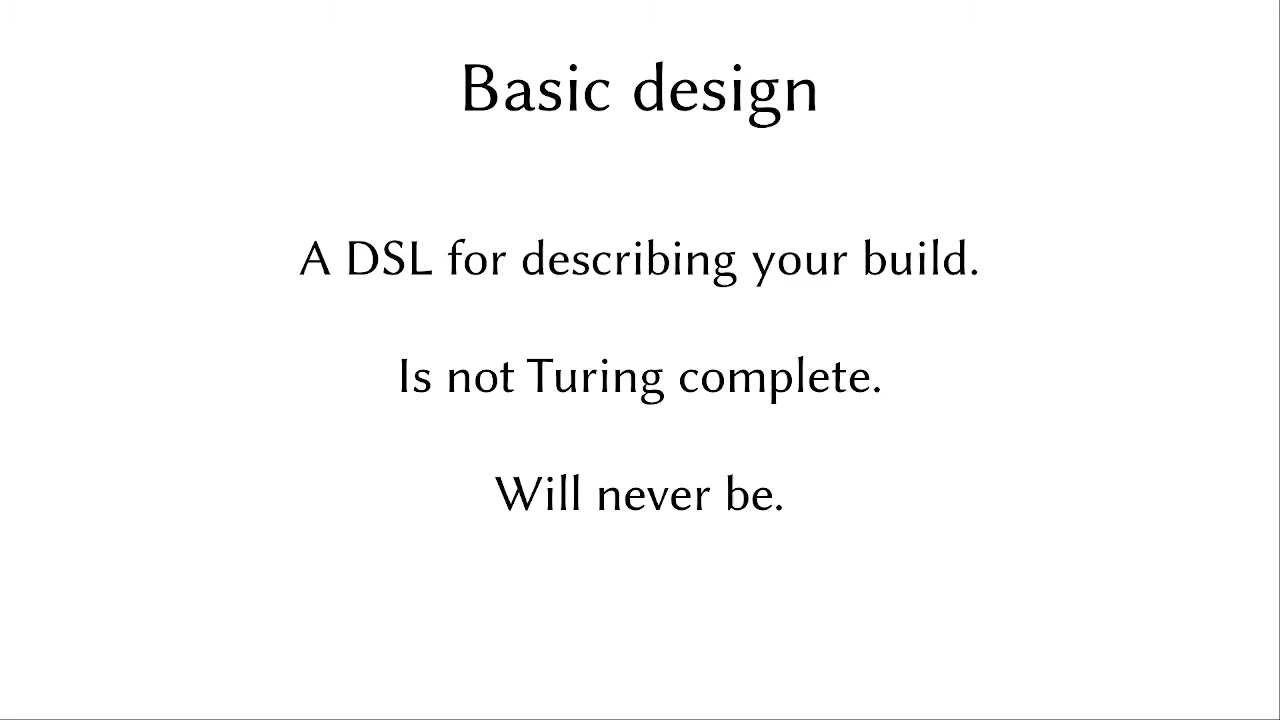 Basic design
A DSL for describing your build.
Is not Turing complete.
Will never be.